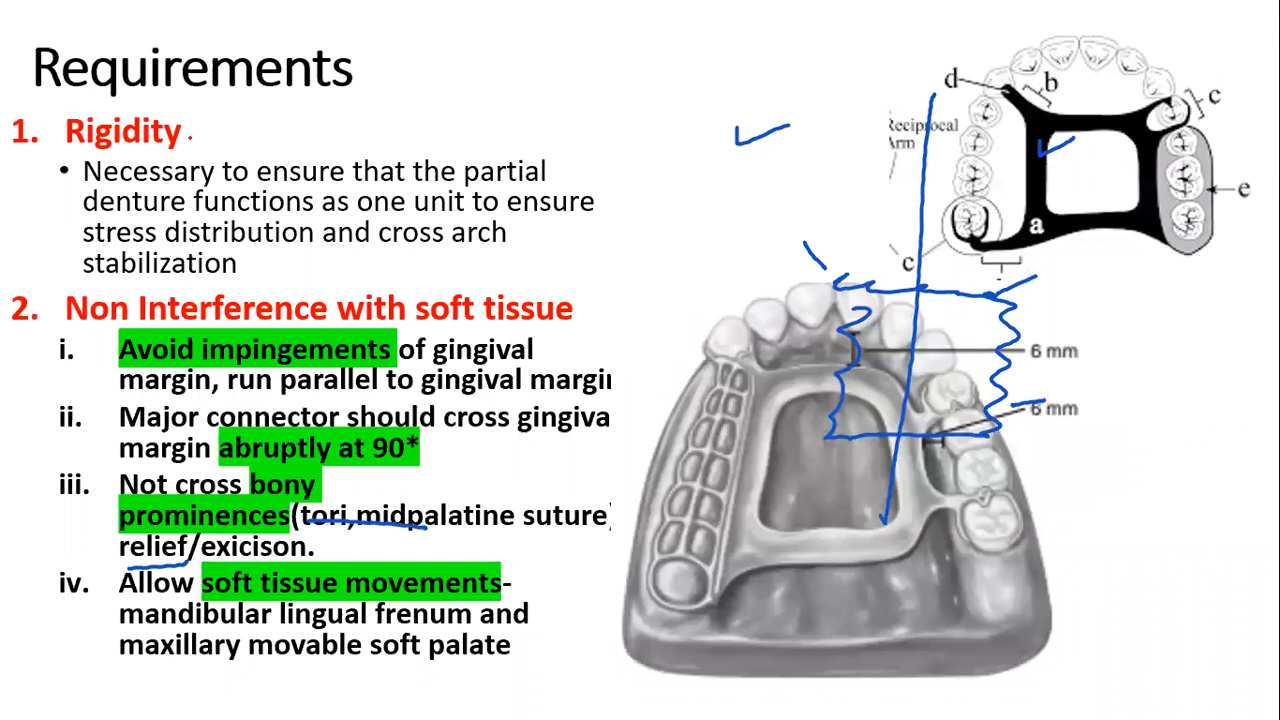 Requirements
1. Rigidity
• Necessary to ensure that the partial
denture functions as one unit to ensure
stress distribution and cross arch
stabilization
2. Non Interference with soft tissue
i. Avoid impingements of gingival
margin, run parallel to gingival margin
ii. Major connector should cross gingiva
margin abruptly at 90*
iii. Not cross bony
prominences(tori,midpalatine suture)
relief/exicison.
iv. Allow soft tissue movements-
mandibular lingual frenum and
maxillary movable soft palate
d
b
c
Reciprocal
Arm
e
a
c
6 mm
6 mm